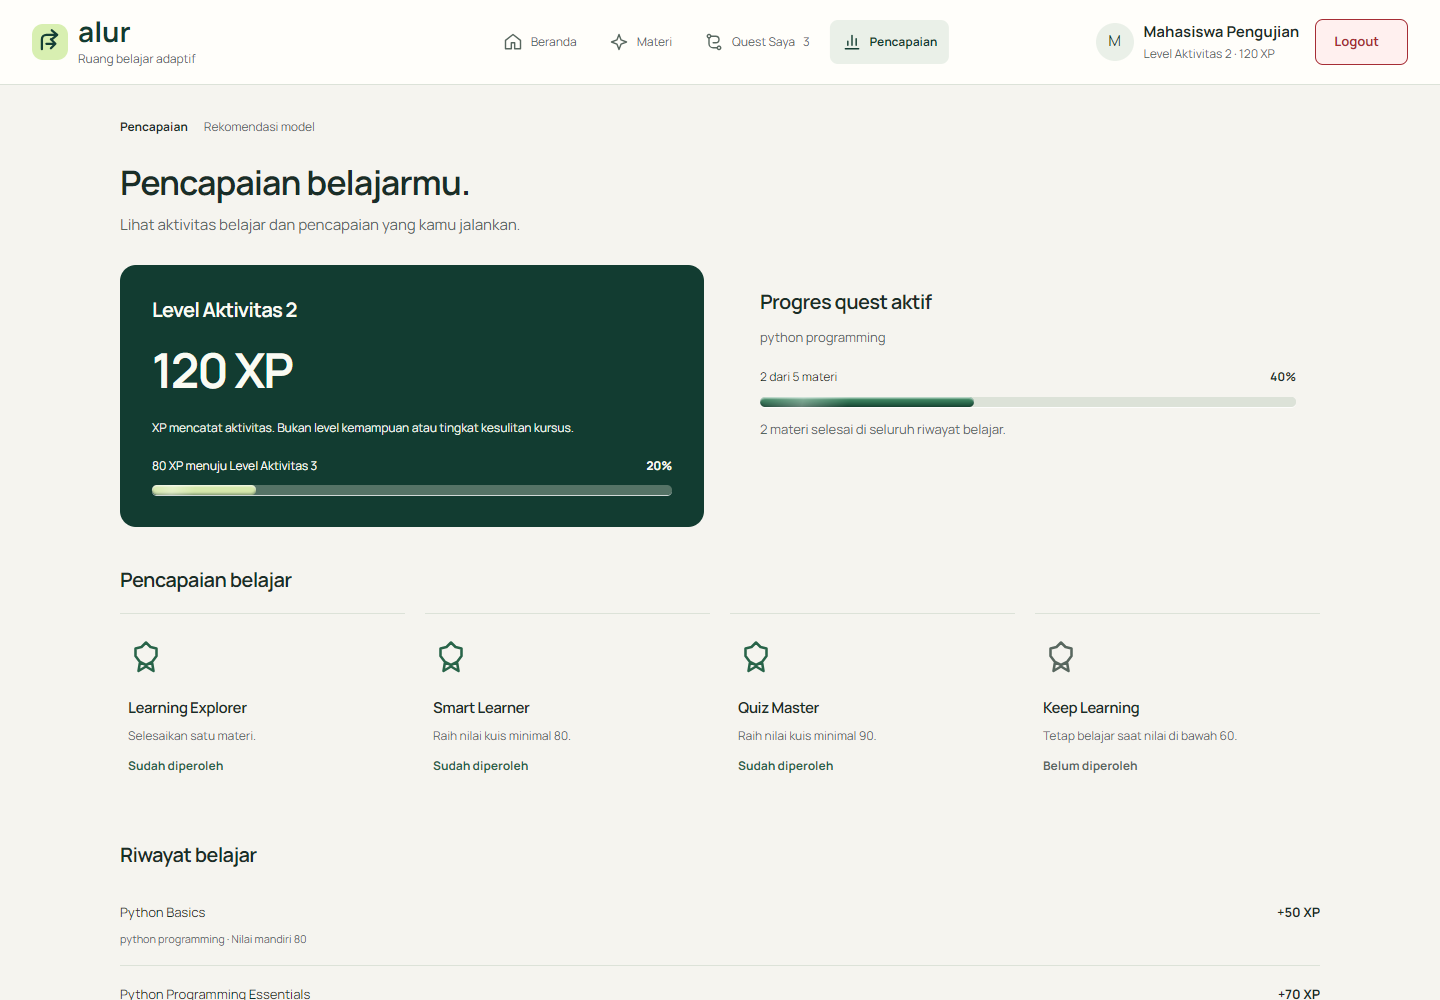 alur
Ruang belajar adaptif
Beranda
Materi
Quest Saya 3
Pencapaian
M
Mahasiswa Pengujian
Level Aktivitas 2 · 120 XP
Logout
Pencapaian
Rekomendasi model
Pencapaian belajarmu.
Lihat aktivitas belajar dan pencapaian yang kamu jalankan.
Level Aktivitas 2
120 XP
XP mencatat aktivitas. Bukan level kemampuan atau tingkat kesulitan kursus.
80 XP menuju Level Aktivitas 3
20%
Progres quest aktif
python programming
2 dari 5 materi
40%
2 materi selesai di seluruh riwayat belajar.
Pencapaian belajar
Learning Explorer
Selesaikan satu materi.
Sudah diperoleh
Smart Learner
Raih nilai kuis minimal 80.
Sudah diperoleh
Quiz Master
Raih nilai kuis minimal 90.
Sudah diperoleh
Keep Learning
Tetap belajar saat nilai di bawah 60.
Belum diperoleh
Riwayat belajar
Python Basics
+50 XP
python programming · Nilai mandiri 80
Python Programming Essentials
+70 XP